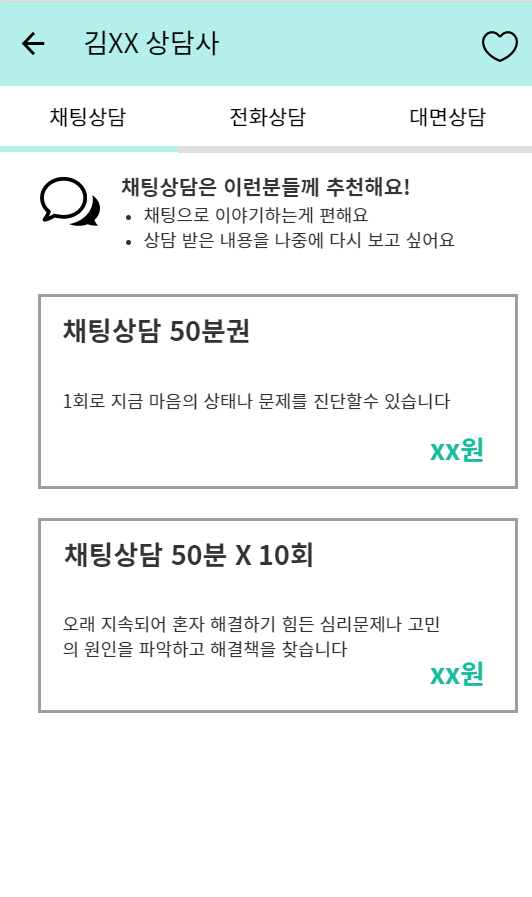 김XX 상담사
채팅상담 전화상담 대면상담
채팅상담은 이런분들께 추천해요!
• 채팅으로 이야기하는게 편해요
• 상담 받은 내용을 나중에 다시 보고 싶어요
채팅상담 50분권
1회로 지금 마음의 상태나 문제를 진단할수 있습니다
xx원
채팅상담 50분 X 10회
오래 지속되어 혼자 해결하기 힘든 심리문제나 고민
의 원인을 파악하고 해결책을 찾습니다
xx원